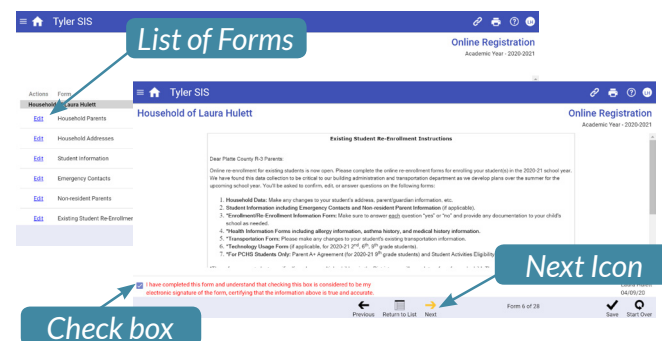 Tyler SIS
List of Forms
Online Registration
Academic Year - 2020-2021
Actions Form
Household of Laura Hulett
Edit Household Parents
Edit Household Addresses
Edit Student Information
Edit Emergency Contacts
Edit Non-resident Parents
Edit Existing Student Re-Enrollmen
Tyler SIS
Household of Laura Hulett
Online Registration
Academic Year - 2020-2021
Existing Student Re-Enrollment Instructions
Dear Platte County R-3 Parents:
Online re-enrollment for existing students is now open. Please complete the online re-enrollment forms for enrolling your student(s) in the 2020-21 school year.
We have found this data collection to be critical to our building administration and transportation department as we develop plans over the summer for the
upcoming school year. You'll be asked to confirm, edit, or answer questions on the following forms:
1. Household Data: Make any changes to your student's address, parent/guardian information, etc.
2. Student Information including Emergency Contacts and Non-resident Parent Information (if applicable).
3. *Enrollment/Re-Enrollment Information Form: Make sure to answer each question "yes" or "no" and provide any documentation to your child's
school as needed.
4. *Health Information Forms including allergy information, asthma history, and medical history information.
5. *Transportation Form: Please make any changes to your student's existing transportation information.
6. *Technology Usage Form (if applicable, for 2020-21 2nd, 6th, 9th grade students).
7. *For PCHS Students Only: Parent A+ Agreement (for 2020-21 9th grade students) and Student Activities Eligibility
Next Icon
I have completed this form and understand that checking this box is considered to be my
electronic signature of the form, certifying that the information above is true and accurate.
Laura Hulett
04/09/20
Check box
Previous Return to List Next Form 6 of 28 Save Start Over